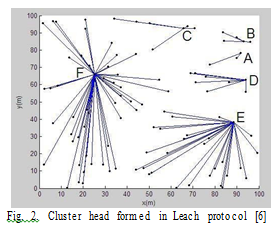 100
90
80
70
60
50
40
30
20
10
0
y(m)
A
B
C
D
E
F
0 10 20 30 40 50 60 70 80 90 100
x(m)
Fig. 2. Cluster head formed in Leach protocol [6]